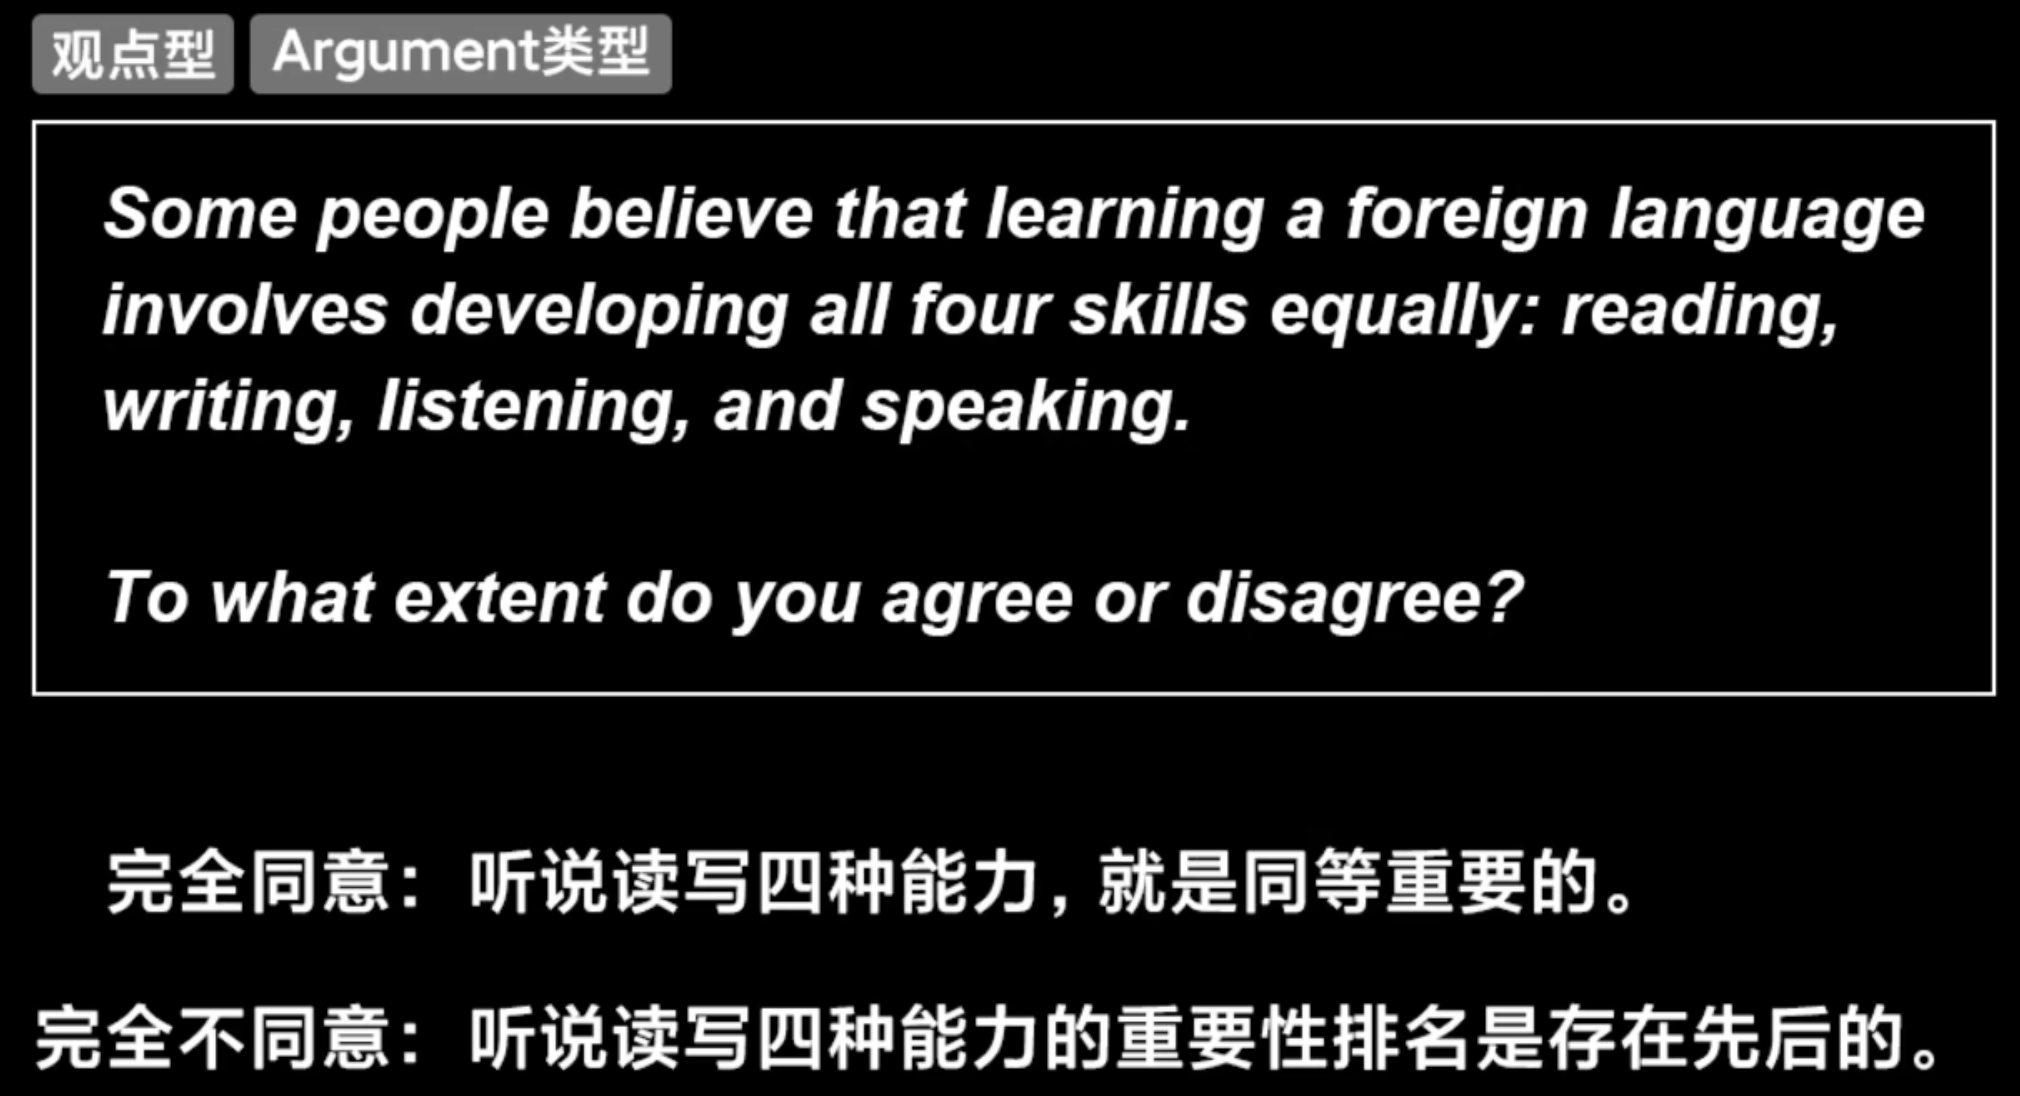 观点型 Argument类型
Some people believe that learning a foreign language
involves developing all four skills equally: reading,
writing, listening, and speaking.
To what extent do you agree or disagree?
完全同意：听说读写四种能力，就是同等重要的。
完全不同意：听说读写四种能力的重要性排名是存在先后的。